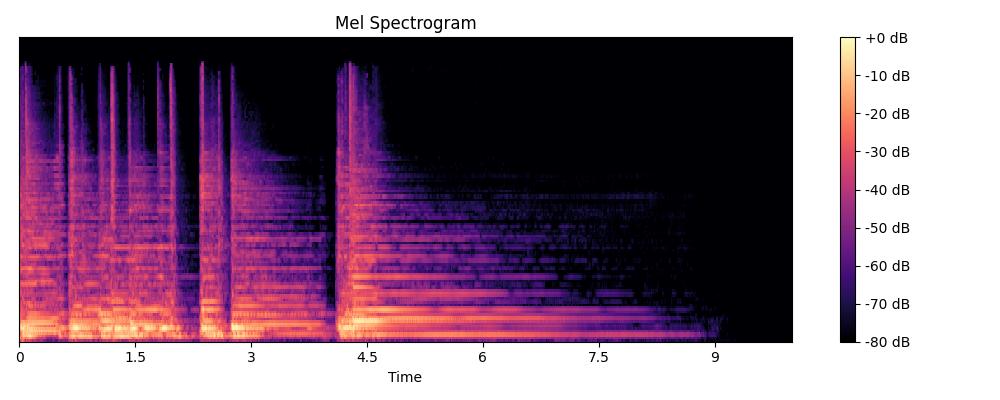 Mel Spectrogram
+0 dB
-10 dB
-20 dB
-30 dB
-40 dB
-50 dB
-60 dB
-70 dB
-80 dB
0 1.5 3 4.5 6 7.5 9
Time